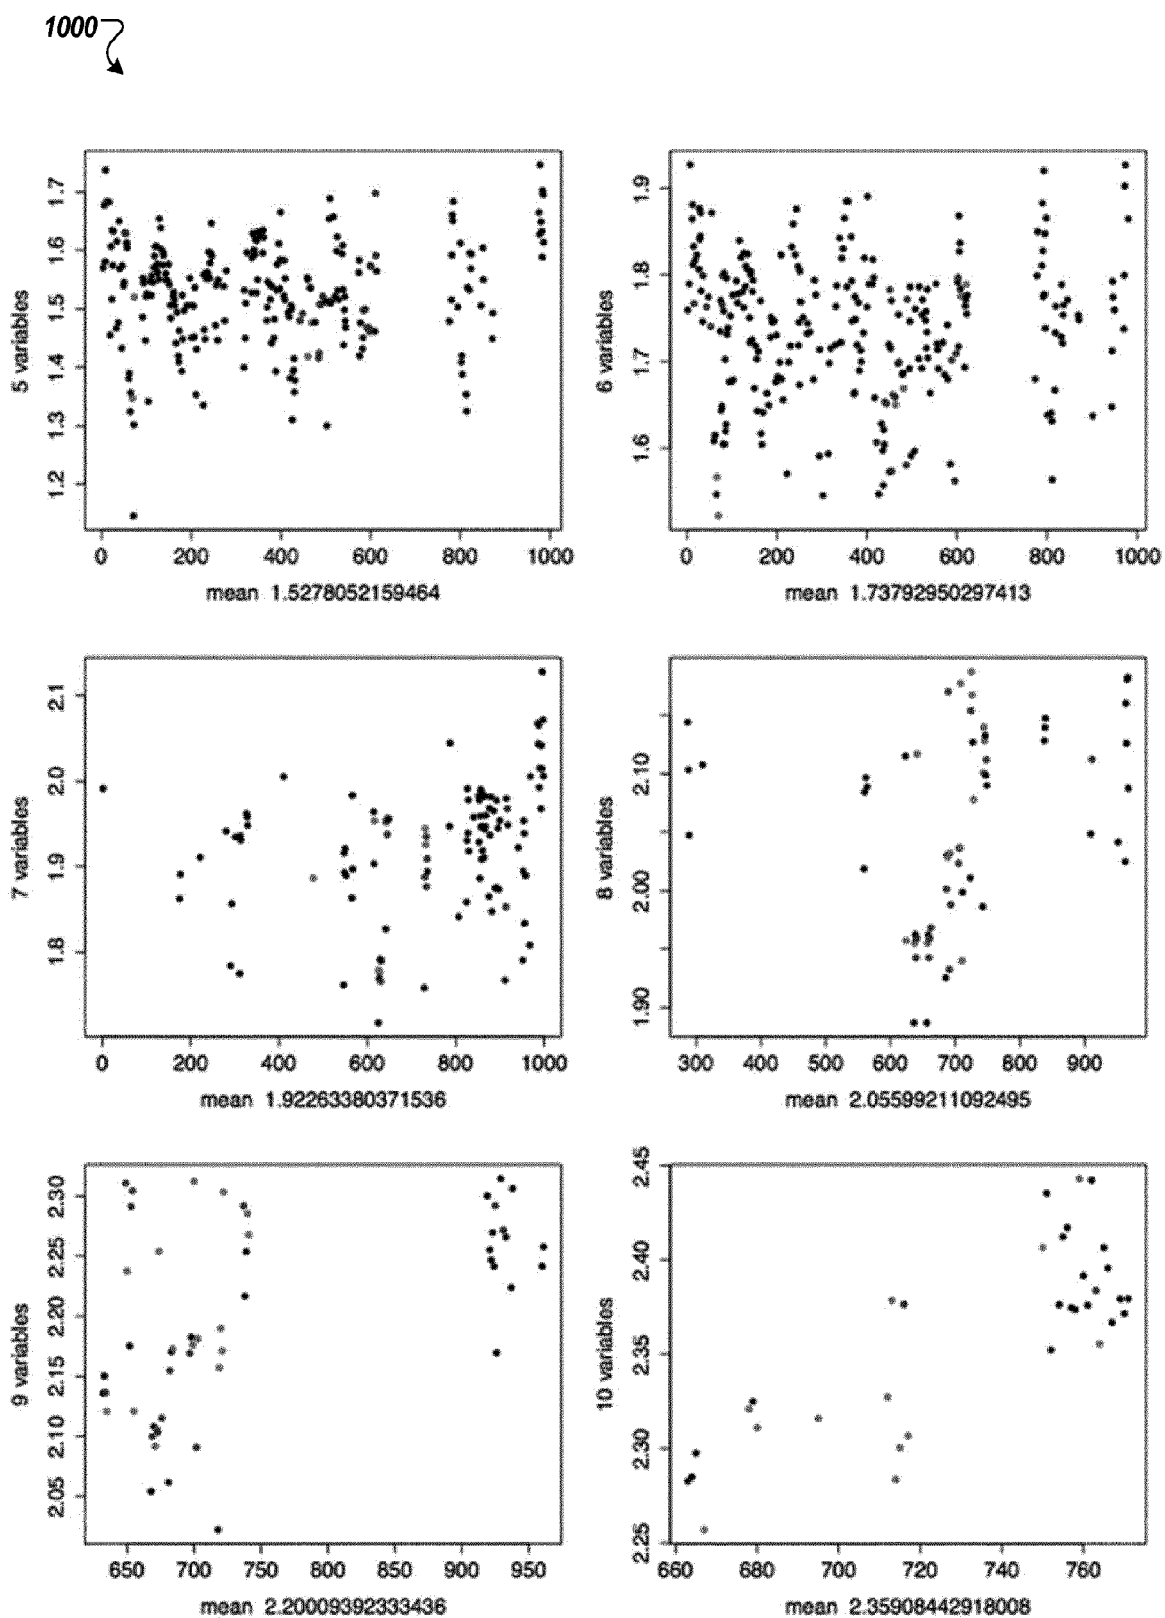 1000
5 variables
1.2 1.3 1.4 1.5 1.6 1.7
0 200 400 600 800 1000
mean 1.5278052159464
6 variables
1.6 1.7 1.8 1.9
0 200 400 600 800 1000
mean 1.73792950297413
7 variables
1.8 1.9 2.0 2.1
0 200 400 600 800 1000
mean 1.92263380371536
8 variables
1.90 2.00 2.10
300 400 500 600 700 800 900
mean 2.05599211092495
9 variables
2.05 2.10 2.15 2.20 2.25 2.30
650 700 750 800 850 900 950
mean 2.20009392333436
10 variables
2.25 2.30 2.35 2.40 2.45
660 680 700 720 740 760
mean 2.35908442918008